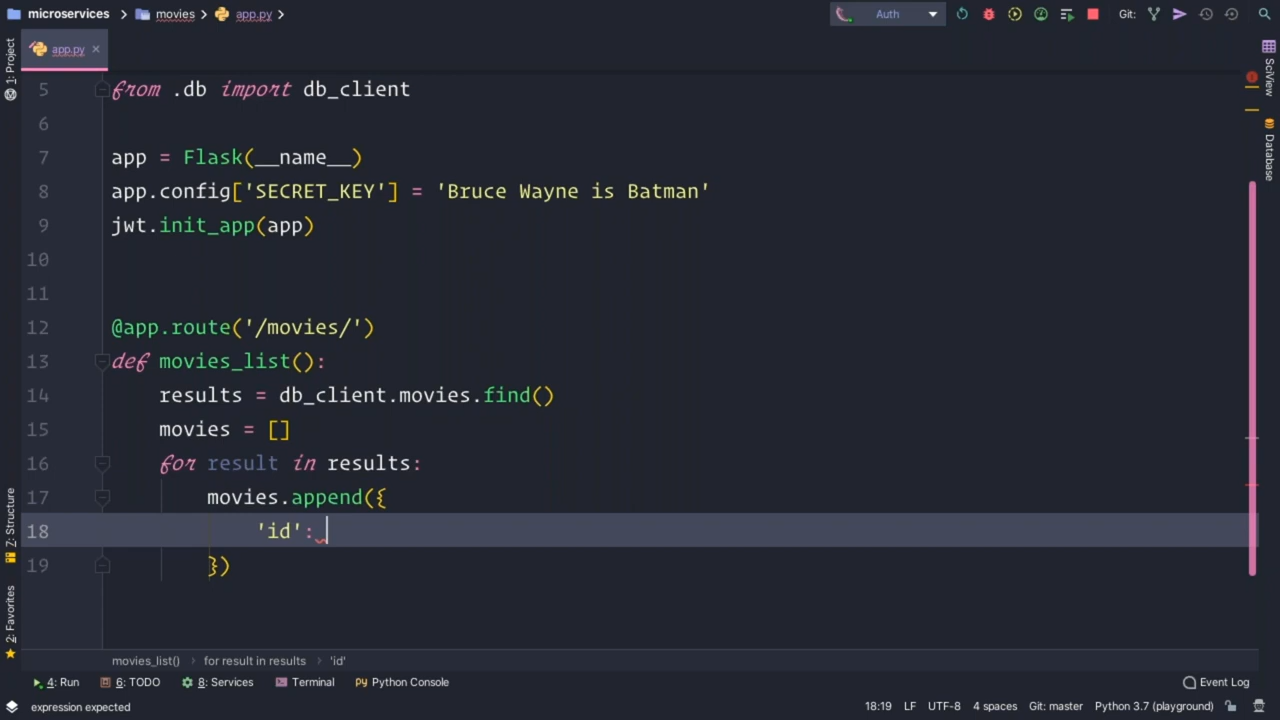 microservices movies app.py Auth Git:
app.py
1: Project
SciView
Database
5 from .db import db_client
6
7 app = Flask(__name__)
8 app.config['SECRET_KEY'] = 'Bruce Wayne is Batman'
9 jwt.init_app(app)
10
11
12 @app.route('/movies/')
13 def movies_list():
14 results = db_client.movies.find()
15 movies = []
16 for result in results:
17 movies.append({
18 'id':
19 })
Z: Structure
2: Favorites
movies_list() for result in results 'id'
4: Run 6: TODO 8: Services Terminal Python Console Event Log
expression expected 18:19 LF UTF-8 4 spaces Git: master Python 3.7 (playground)